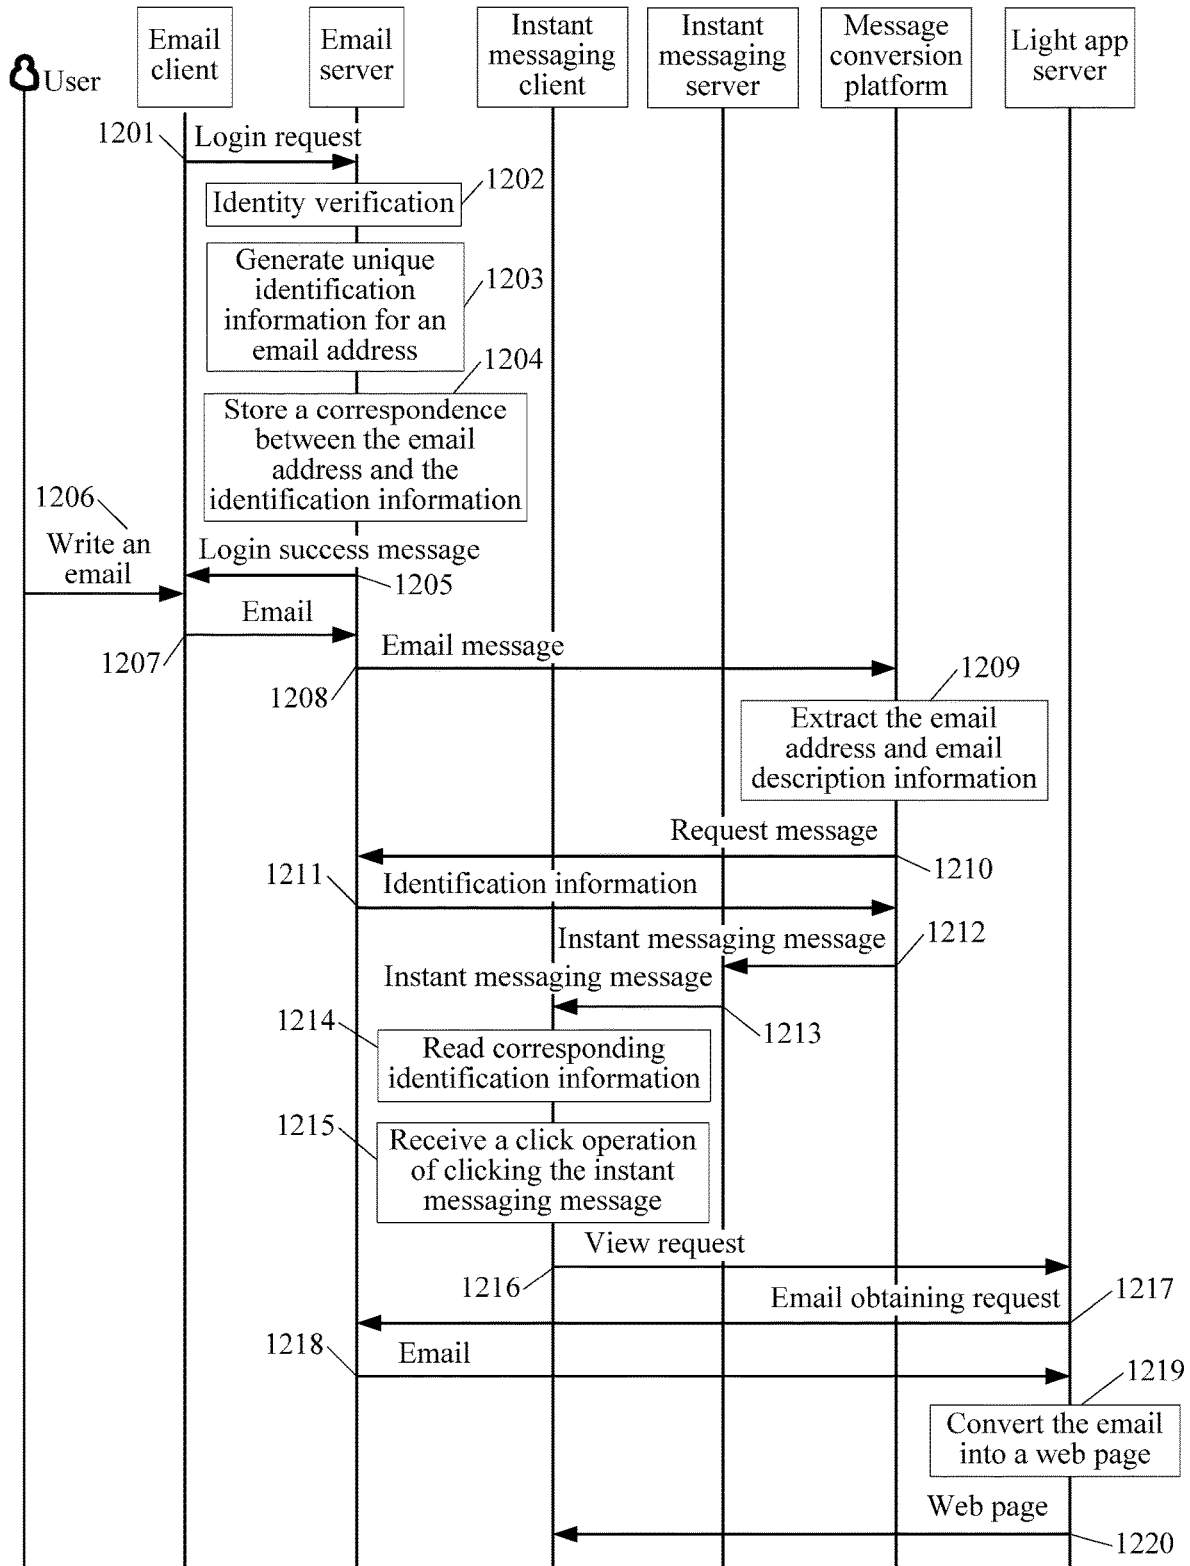 User
Email
client
Email
server
Instant
messaging
client
Instant
messaging
server
Message
conversion
platform
Light app
server
1201
Login request
1202
Identity verification
1203
Generate unique
identification
information for an
email address
1204
Store a correspondence
between the email
address and the
identification information
1206
Write an
email
Login success message
1205
Email
1207
Email message
1208
1209
Extract the email
address and email
description information
Request message
1210
1211
Identification information
Instant messaging message
1212
Instant messaging message
1213
1214
Read corresponding
identification information
1215
Receive a click operation
of clicking the instant
messaging message
View request
1216
Email obtaining request
1217
1218
Email
1219
Convert the email
into a web page
Web page
1220